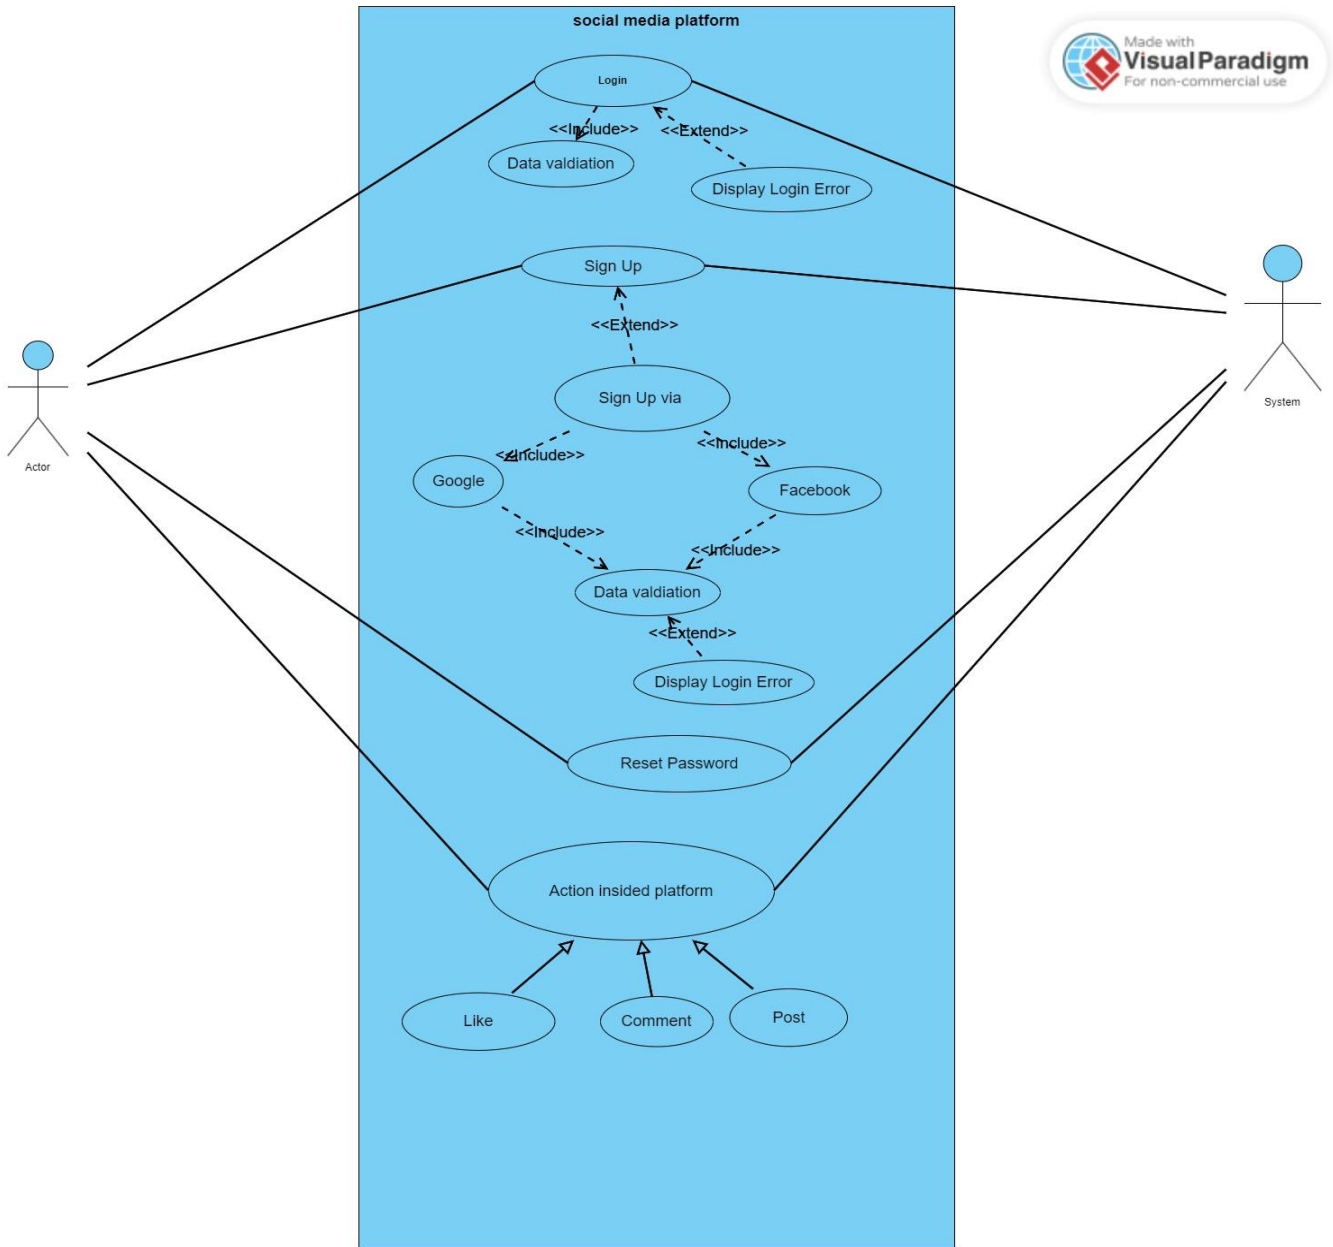 social media platform
Made with
Visual Paradigm
For non-commercial use
Login
<<Include>>
<<Extend>>
Data valdiation
Display Login Error
Sign Up
<<Extend>>
Actor
System
Sign Up via
<<Include>>
<<Include>>
Google
Facebook
<<Include>>
<<Include>>
Data valdiation
<<Extend>>
Display Login Error
Reset Password
Action insided platform
Like
Comment
Post